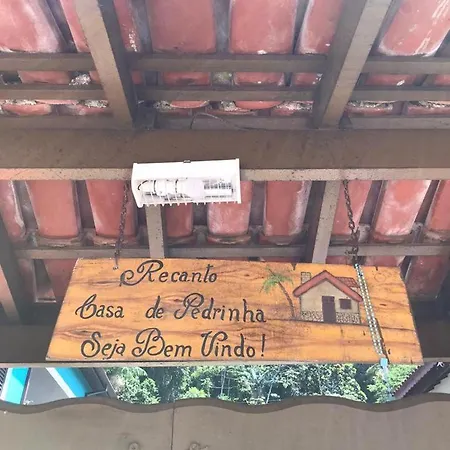 Recanto
Casa de Pedrinha
Seja Bem Vindo!